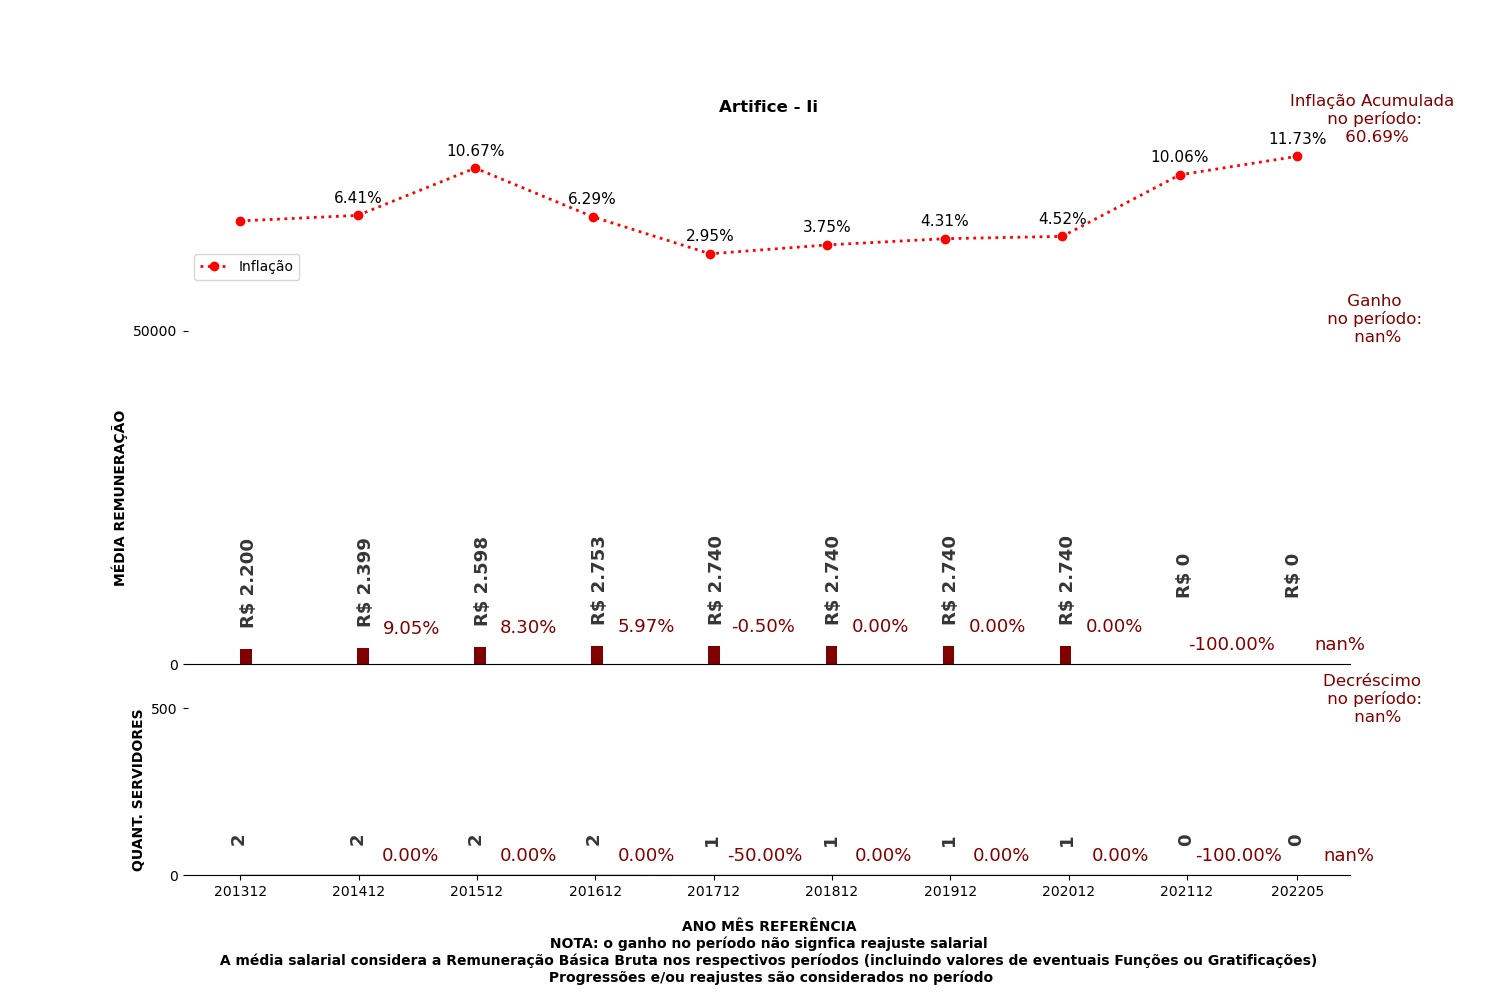 Artifice - Ii
Inflação Acumulada
no período:
60.69%
6.41%
10.67%
6.29%
2.95%
3.75%
4.31%
4.52%
10.06%
11.73%
Inflação
Ganho
no período:
nan%
50000
0
MÉDIA REMUNERAÇÃO
R$ 2.200
R$ 2.399
R$ 2.598
R$ 2.753
R$ 2.740
R$ 2.740
R$ 2.740
R$ 2.740
R$ 0
R$ 0
9.05%
8.30%
5.97%
-0.50%
0.00%
0.00%
0.00%
-100.00%
nan%
Decréscimo
no período:
nan%
500
0
QUANT. SERVIDORES
2
2
2
2
1
1
1
1
0
0
0.00%
0.00%
0.00%
-50.00%
0.00%
0.00%
0.00%
-100.00%
nan%
201312
201412
201512
201612
201712
201812
201912
202012
202112
202205
ANO MÊS REFERÊNCIA
NOTA: o ganho no período não signfica reajuste salarial
A média salarial considera a Remuneração Básica Bruta nos respectivos períodos (incluindo valores de eventuais Funções ou Gratificações)
Progressões e/ou reajustes são considerados no período